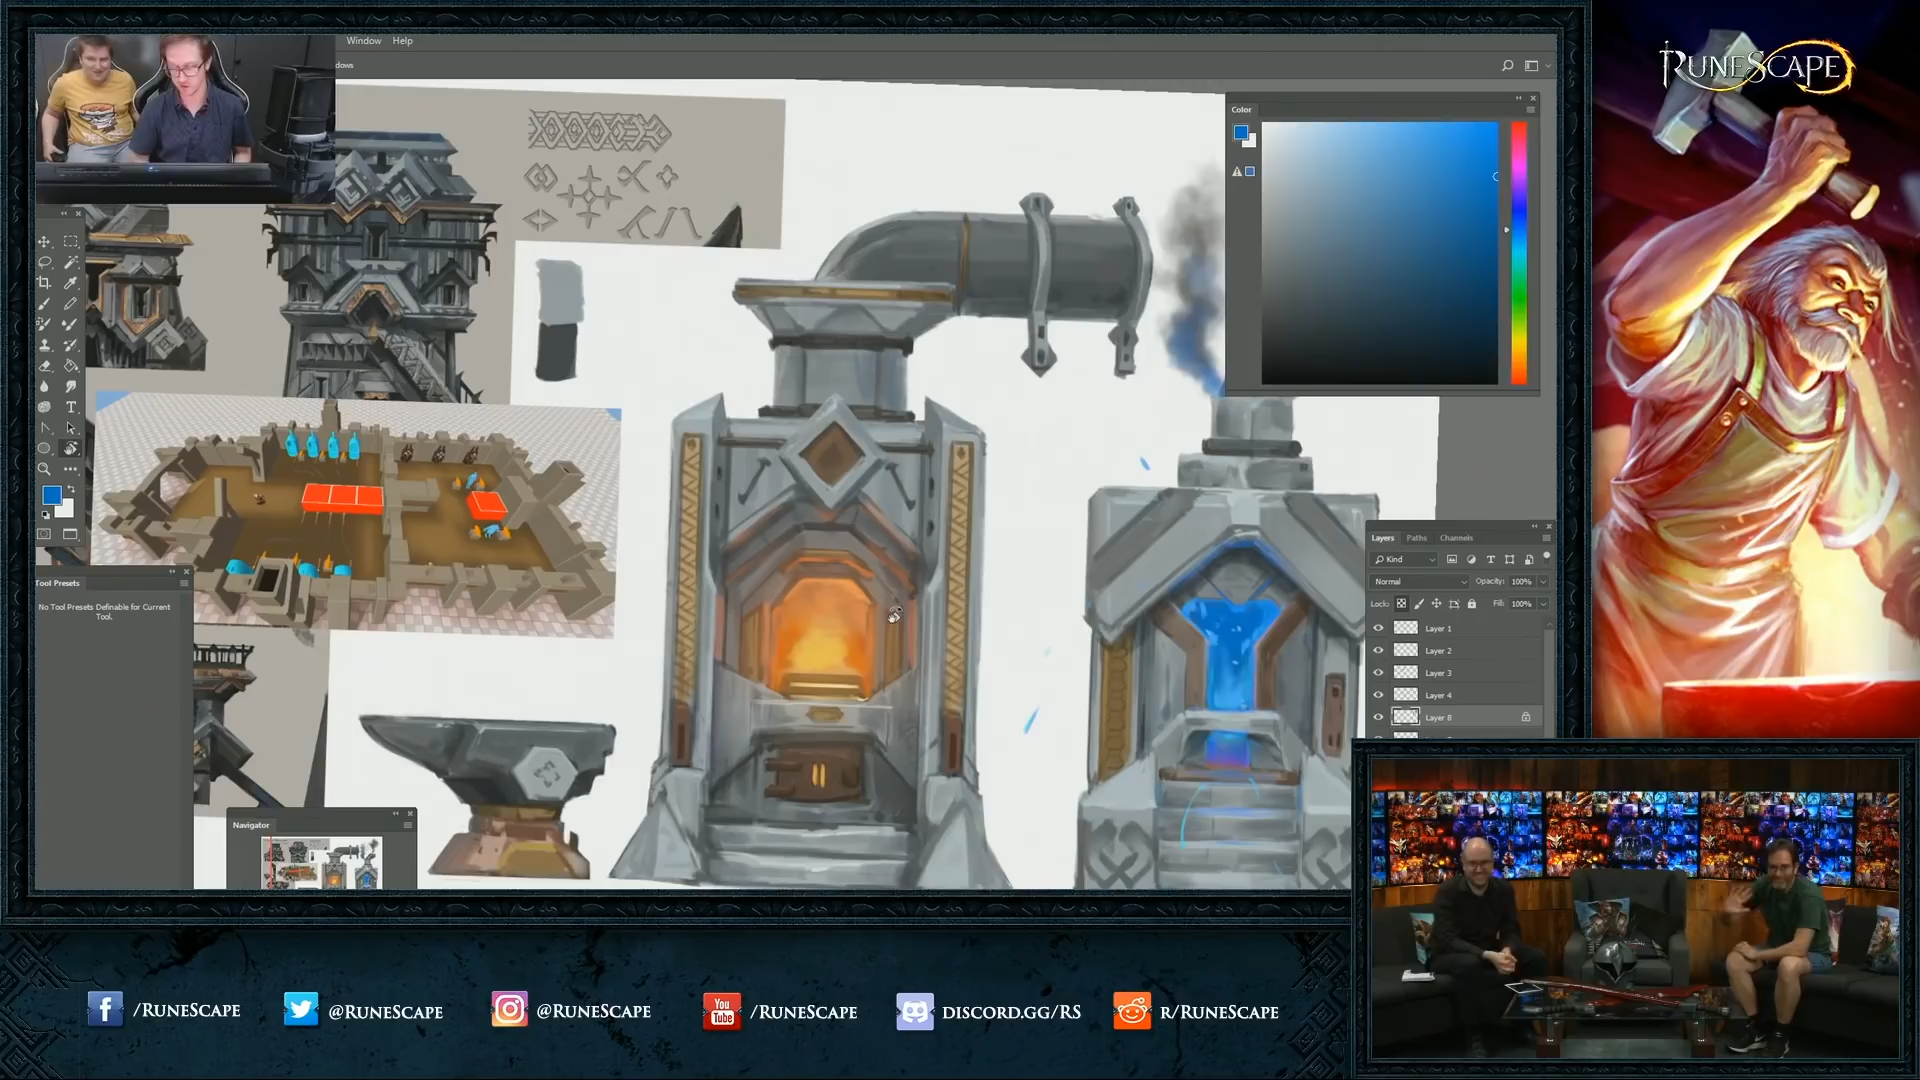 Window Help
dows
RUNESCAPE
Color
Tool Presets
No Tool Presets Definable for Current
Tool.
Navigator
Layers Paths Channels
Kind
Normal Opacity: 100%
Lock: Fill: 100%
Layer 1
Layer 2
Layer 3
Layer 4
Layer 8
/RUNESCAPE @RUNESCAPE @RUNESCAPE You Tube /RUNESCAPE DISCORD.GG/RS R/RUNESCAPE